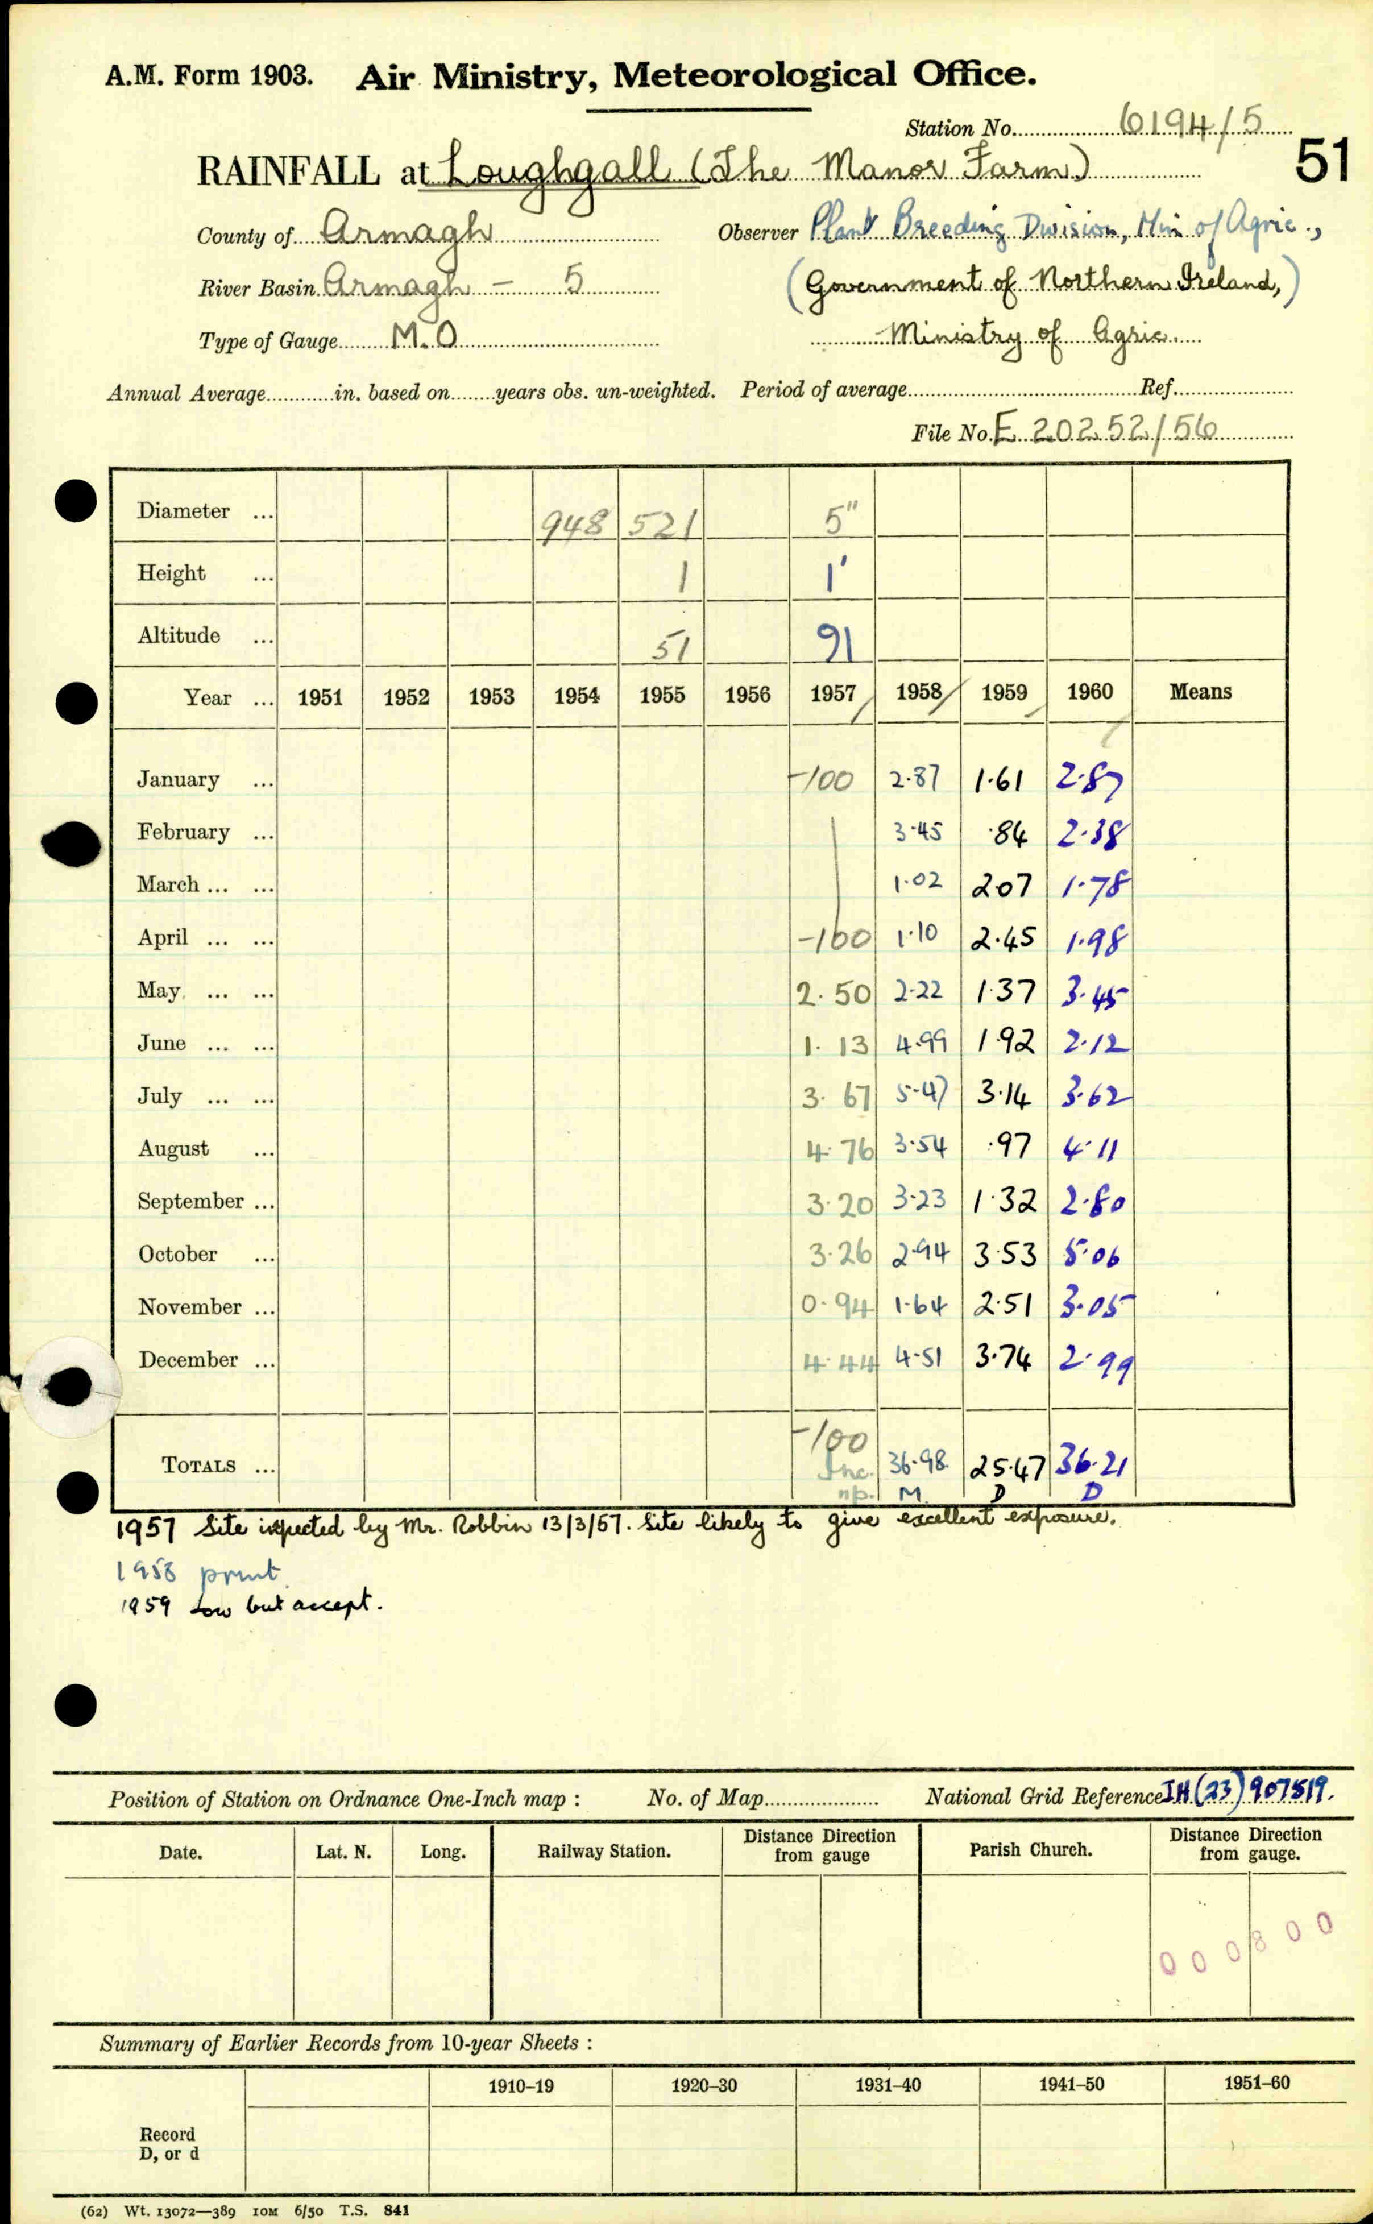 A.M. Form 1903. Air Ministry, Meteorological Office.
Station No. 6194/5
RAINFALL at Loughgall (The Manor Farm) 51
County of Armagh Observer Plant Breeding Division, Min of Agric.,
River Basin Armagh - 5 (Government of Northern Ireland,)
Type of Gauge M.O Ministry of Agric.
Annual Average in. based on years obs. un-weighted. Period of average Ref.
File No. E 20252/56
Diameter ... 948 521 5"
Height ... 1 1'
Altitude ... 51 91
Year ... 1951 1952 1953 1954 1955 1956 1957/ 1958/ 1959/ 1960/ Means
January ... -100 2.87 1.61 2.87
February ... 3.45 .84 2.38
March ... ... 1.02 2.07 1.78
April ... ... -100 1.10 2.45 1.98
May ... ... 2.50 2.22 1.37 3.45
June ... ... 1.13 4.99 1.92 2.12
July ... ... 3.67 5.47 3.14 3.62
August ... 4.76 3.54 .97 4.11
September ... 3.20 3.23 1.32 2.80
October ... 3.26 2.94 3.53 5.06
November ... 0.94 1.64 2.51 3.05
December ... 4.44 4.51 3.74 2.99
-100
TOTALS ... Inc. 36.98 25.47 36.21
n.p. M D D
1957 Site inspected by Mr. Robbin 13/3/57. Site likely to give excellent exposure.
1958 print
1959 Low but accept.
Position of Station on Ordnance One-Inch map : No. of Map National Grid Reference IH (23) 907519.
Date. Lat. N. Long. Railway Station. Distance Direction from gauge Parish Church. Distance Direction from gauge.
000800
Summary of Earlier Records from 10-year Sheets :
1910-19 1920-30 1931-40 1941-50 1951-60
Record
D, or d
(62) Wt. 13072—389 10M 6/50 T.S. 841